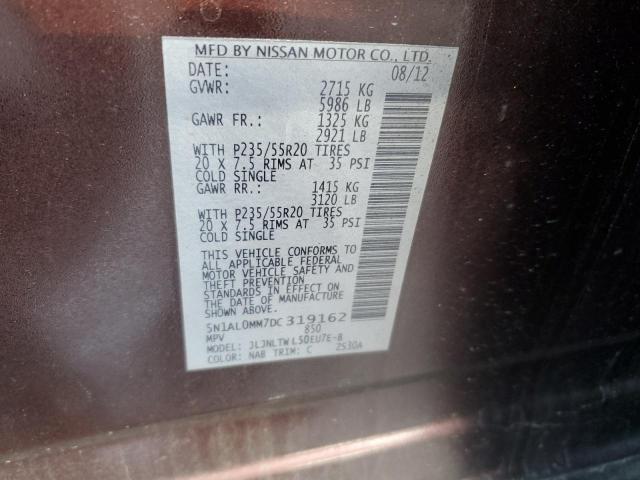 MFD BY NISSAN MOTOR CO., LTD.
DATE: 08/12
GVWR: 2715 KG
5986 LB
GAWR FR.: 1325 KG
2921 LB
WITH P235/55R20 TIRES
20 X 7.5 RIMS AT 35 PSI
COLD SINGLE
GAWR RR.: 1415 KG
3120 LB
WITH P235/55R20 TIRES
20 X 7.5 RIMS AT 35 PSI
COLD SINGLE
THIS VEHICLE CONFORMS TO
ALL APPLICABLE FEDERAL
MOTOR VEHICLE SAFETY AND
THEFT PREVENTION
STANDARDS IN EFFECT ON
THE DATE OF MANUFACTURE
SHOWN ABOVE.
5N1AL0MM7DC319162
MPV 850
MODEL: JLJNLTWL50EU7E-B
COLOR: NAB TRIM: C 2530A